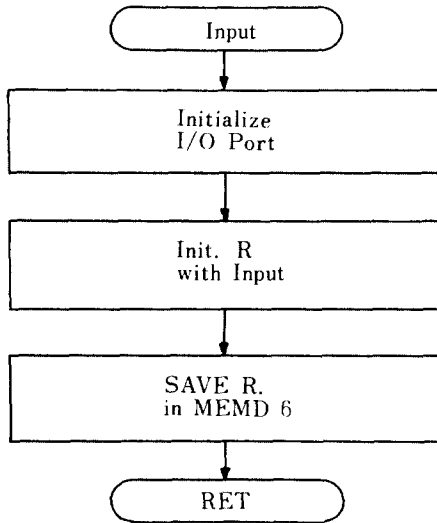 Input
Initialize
I/O Port
Init. R
with Input
SAVE R.
in MEMD 6
RET